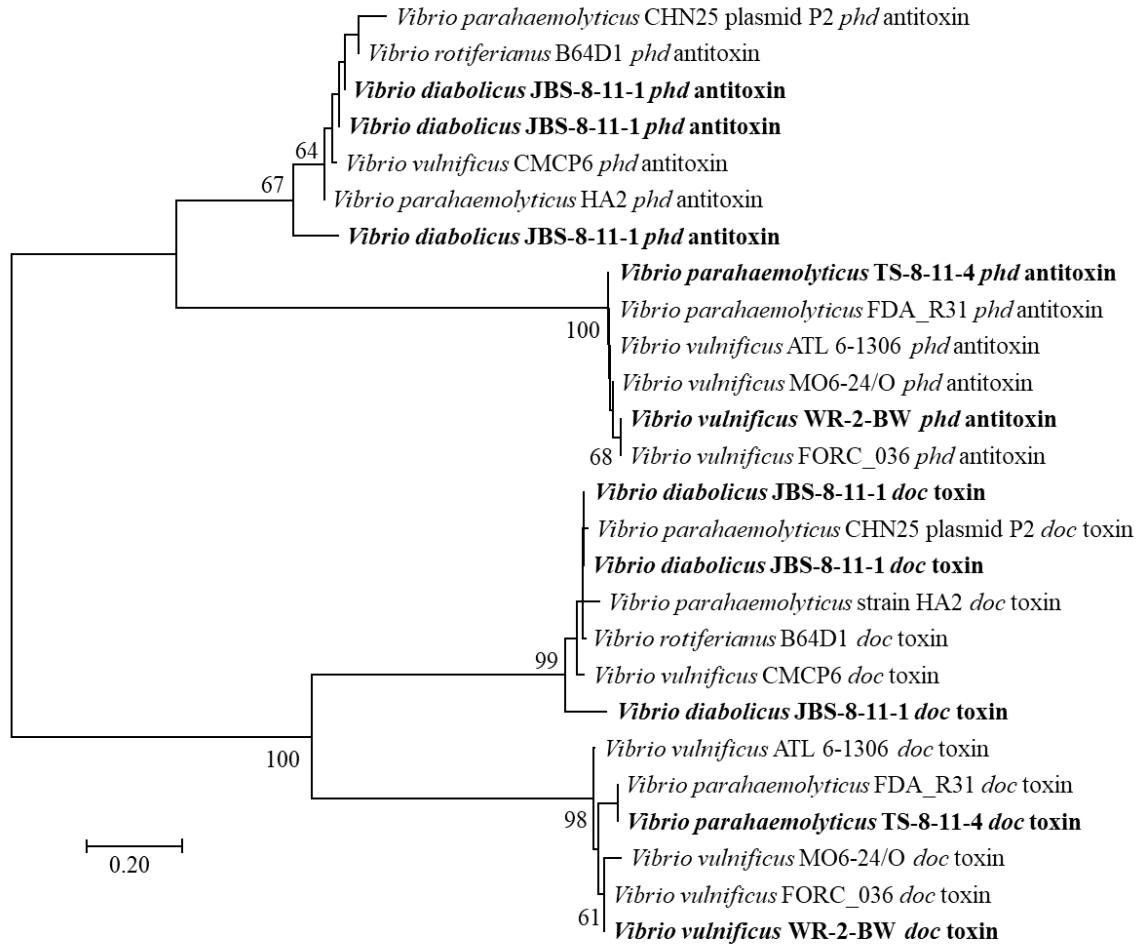 Vibrio parahaemolyticus CHN25 plasmid P2 phd antitoxin
Vibrio rotiferianus B64D1 phd antitoxin
Vibrio diabolicus JBS-8-11-1 phd antitoxin
Vibrio diabolicus JBS-8-11-1 phd antitoxin
64
Vibrio vulnificus CMCP6 phd antitoxin
67
Vibrio parahaemolyticus HA2 phd antitoxin
Vibrio diabolicus JBS-8-11-1 phd antitoxin
Vibrio parahaemolyticus TS-8-11-4 phd antitoxin
Vibrio parahaemolyticus FDA_R31 phd antitoxin
100
Vibrio vulnificus ATL 6-1306 phd antitoxin
Vibrio vulnificus MO6-24/O phd antitoxin
Vibrio vulnificus WR-2-BW phd antitoxin
68
Vibrio vulnificus FORC_036 phd antitoxin
Vibrio diabolicus JBS-8-11-1 doc toxin
Vibrio parahaemolyticus CHN25 plasmid P2 doc toxin
Vibrio diabolicus JBS-8-11-1 doc toxin
Vibrio parahaemolyticus strain HA2 doc toxin
Vibrio rotiferianus B64D1 doc toxin
99
Vibrio vulnificus CMCP6 doc toxin
Vibrio diabolicus JBS-8-11-1 doc toxin
100
Vibrio vulnificus ATL 6-1306 doc toxin
Vibrio parahaemolyticus FDA_R31 doc toxin
98
Vibrio parahaemolyticus TS-8-11-4 doc toxin
Vibrio vulnificus MO6-24/O doc toxin
0.20
Vibrio vulnificus FORC_036 doc toxin
61
Vibrio vulnificus WR-2-BW doc toxin